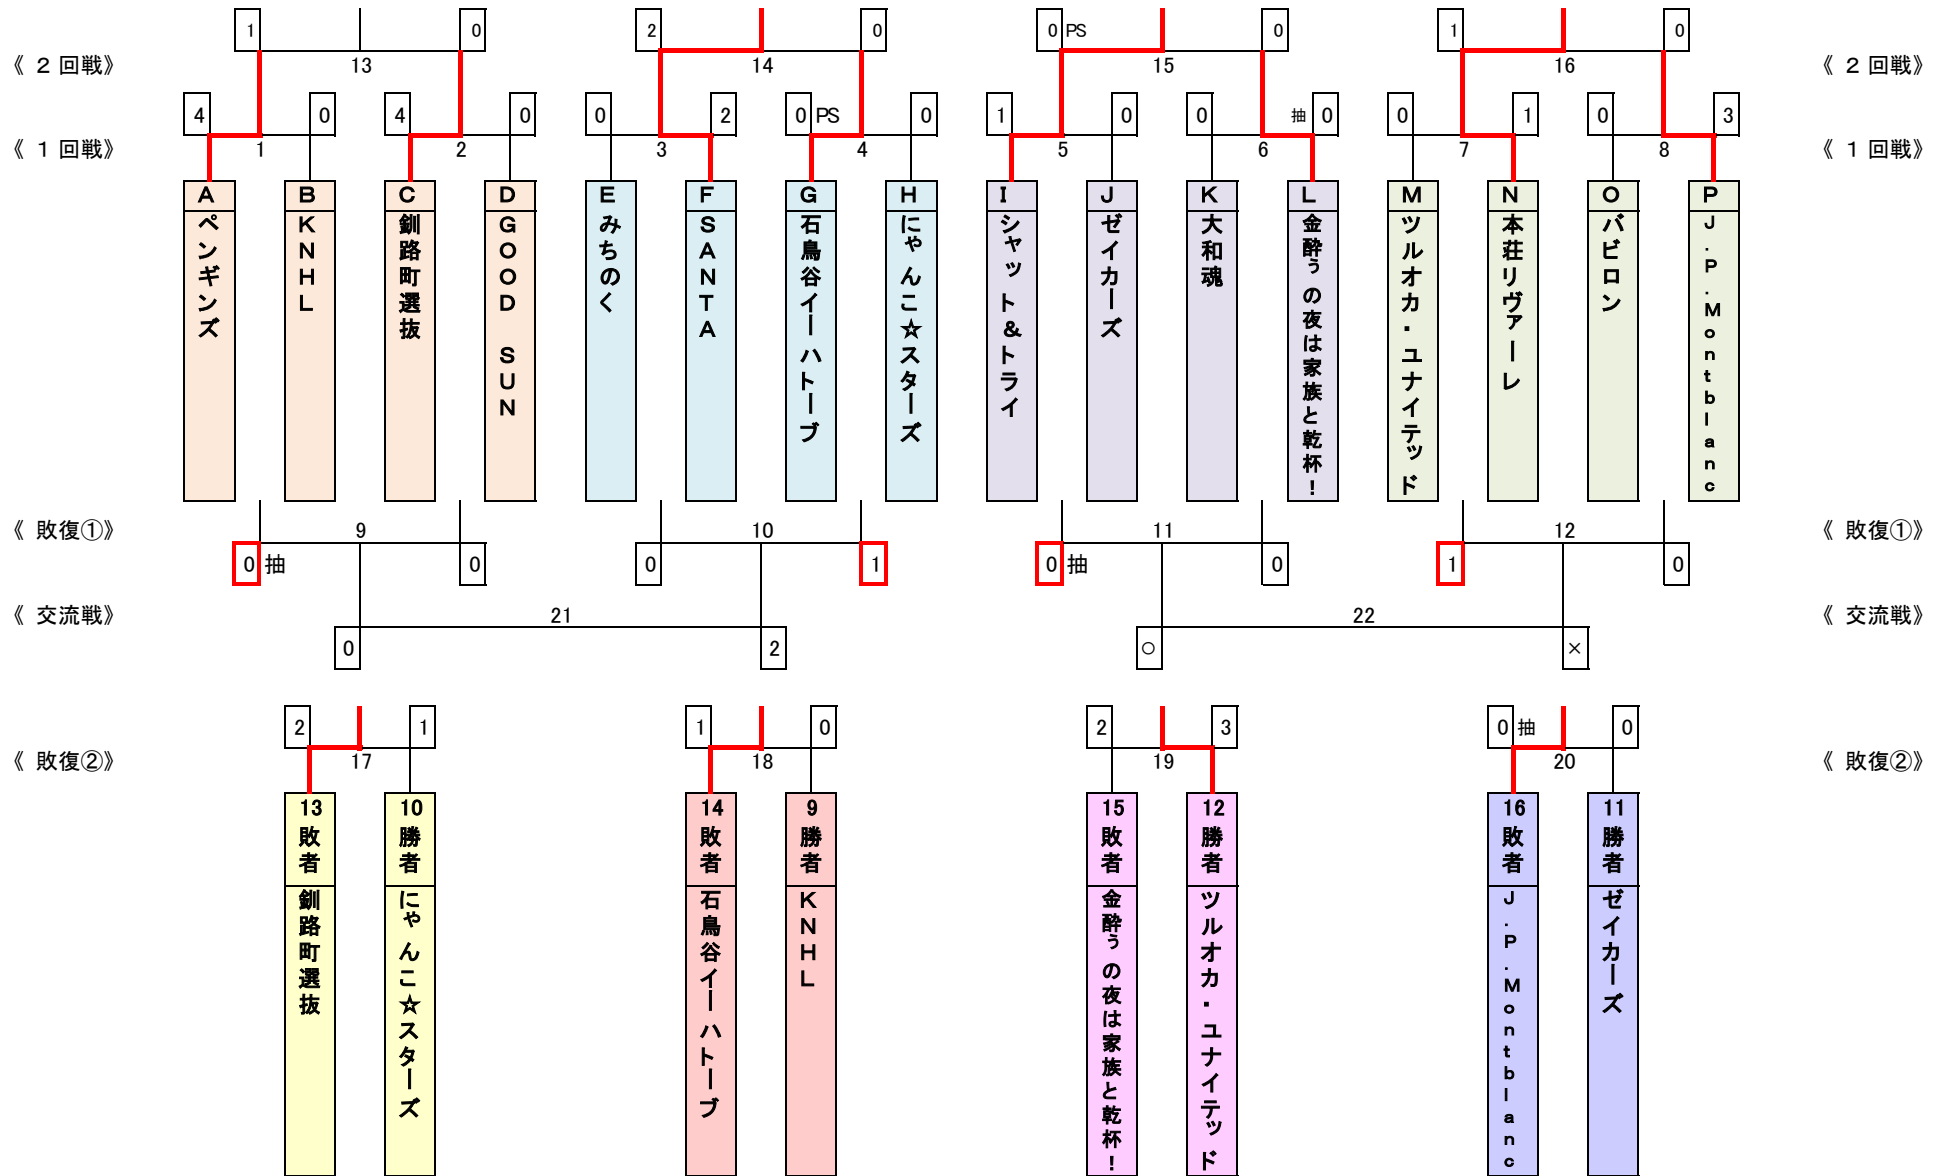 1 0 2 0 0 PS 0 1 0
《 2 回戦》 13 14 15 16 《 2 回戦》
4 0 4 0 0 2 0 PS 0 1 0 0 抽 0 0 1 0 3
《 1 回戦》 1 2 3 4 5 6 7 8 《 1 回戦》
A B C D E F G H I J K L M N O P
ペンギンズ
KNHL
釧路町選抜
GOOD SUN
みちのく
SANTA
石鳥谷イーハトーブ
にゃんこ☆スターズ
シャット&トライ
ゼイカーズ
大和魂
金酔ぅの夜は家族と乾杯!
ツルオカ・ユナイテッド
本荘リヴァーレ
バビロン
J.P.Montblanc
《 敗復①》 9 10 11 12 《 敗復①》
0 抽 0 0 1 0 抽 0 1 0
《 交流戦》 21 22 《 交流戦》
0 2 ○ ×
2 1 1 0 2 3 0 抽 0
《 敗復②》 17 18 19 20 《 敗復②》
13敗者
釧路町選抜
10勝者
にゃんこ☆スターズ
14敗者
石鳥谷イーハトーブ
9勝者
KNHL
15敗者
金酔ぅの夜は家族と乾杯!
12勝者
ツルオカ・ユナイテッド
16敗者
J.P.Montblanc
11勝者
ゼイカーズ